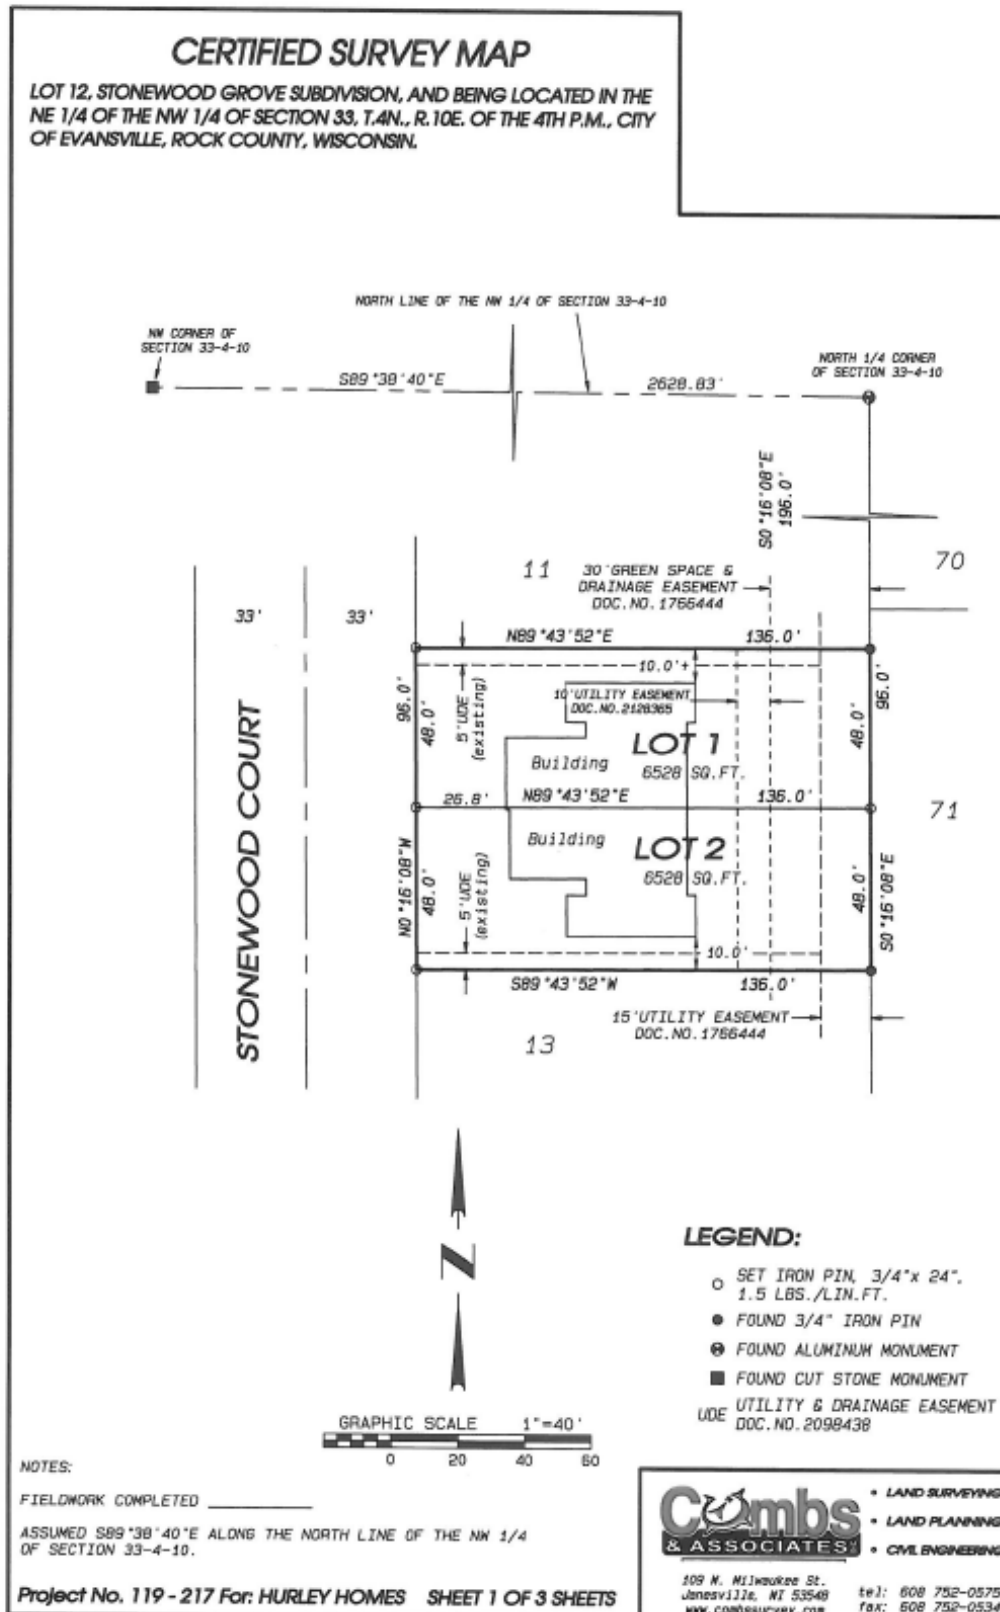 CERTIFIED SURVEY MAP
LOT 12, STONEWOOD GROVE SUBDIVISION, AND BEING LOCATED IN THE
NE 1/4 OF THE NW 1/4 OF SECTION 33, T.4N., R.10E. OF THE 4TH P.M., CITY
OF EVANSVILLE, ROCK COUNTY, WISCONSIN.
NORTH LINE OF THE NW 1/4 OF SECTION 33-4-10
NW CORNER OF
SECTION 33-4-10
NORTH 1/4 CORNER
OF SECTION 33-4-10
S89°38'40"E
2628.83'
S0°16'08"E
196.0'
11
30' GREEN SPACE &
DRAINAGE EASEMENT
DOC.NO.1766444
70
33'
33'
N89°43'52"E
136.0'
10.0'±
96.0'
48.0'
5'UDE
(existing)
10'UTILITY EASEMENT
DOC.NO.2128365
96.0'
48.0'
LOT 1
6528 SQ.FT.
Building
26.8'
N89°43'52"E
136.0'
71
STONEWOOD COURT
Building
LOT 2
6528 SQ.FT.
N0°16'08"W
48.0'
5'UDE
(existing)
48.0'
S0°16'08"E
10.0'
S89°43'52"W
136.0'
15'UTILITY EASEMENT
DOC.NO.1766444
13
N
LEGEND:
SET IRON PIN, 3/4"x 24",
1.5 LBS./LIN.FT.
FOUND 3/4" IRON PIN
FOUND ALUMINUM MONUMENT
FOUND CUT STONE MONUMENT
UDE UTILITY & DRAINAGE EASEMENT
DOC.NO.2098438
GRAPHIC SCALE 1"=40'
0 20 40 60
NOTES:
FIELDWORK COMPLETED
ASSUMED S89°38'40"E ALONG THE NORTH LINE OF THE NW 1/4
OF SECTION 33-4-10.
Project No. 119 - 217 For: HURLEY HOMES SHEET 1 OF 3 SHEETS
Combs
& ASSOCIATES
• LAND SURVEYING
• LAND PLANNING
• CIVIL ENGINEERING
109 W. Milwaukee St.
Janesville, WI 53548
www.combssurvey.com
tel: 608 752-0575
fax: 608 752-0534